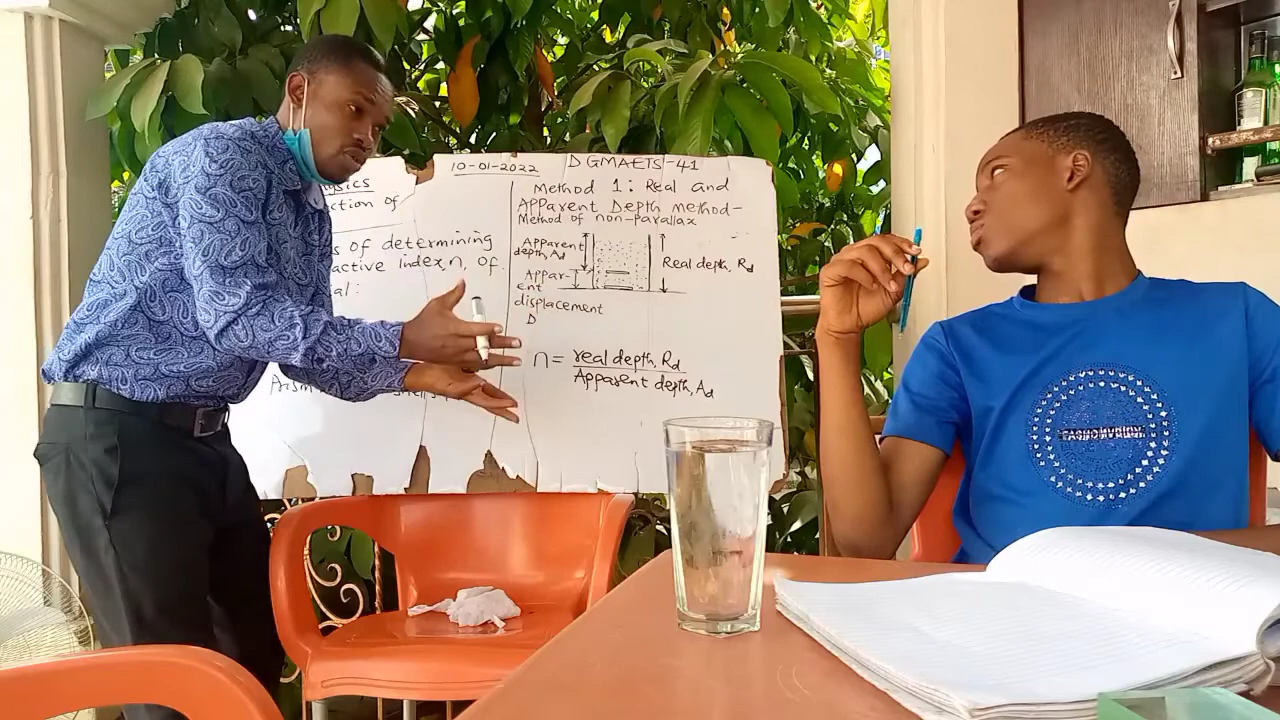 ysics
ction of
s of determining
active index, n, of
al:
10-01-2022
DGMAETS-41
Method 1: Real and
Apparent Depth method-
Method of non-parallax
Apparent
depth, Ad
Appar-
ent
displacement
D
Real depth, Rd
n = real depth, Rd
Apparent depth, Ad